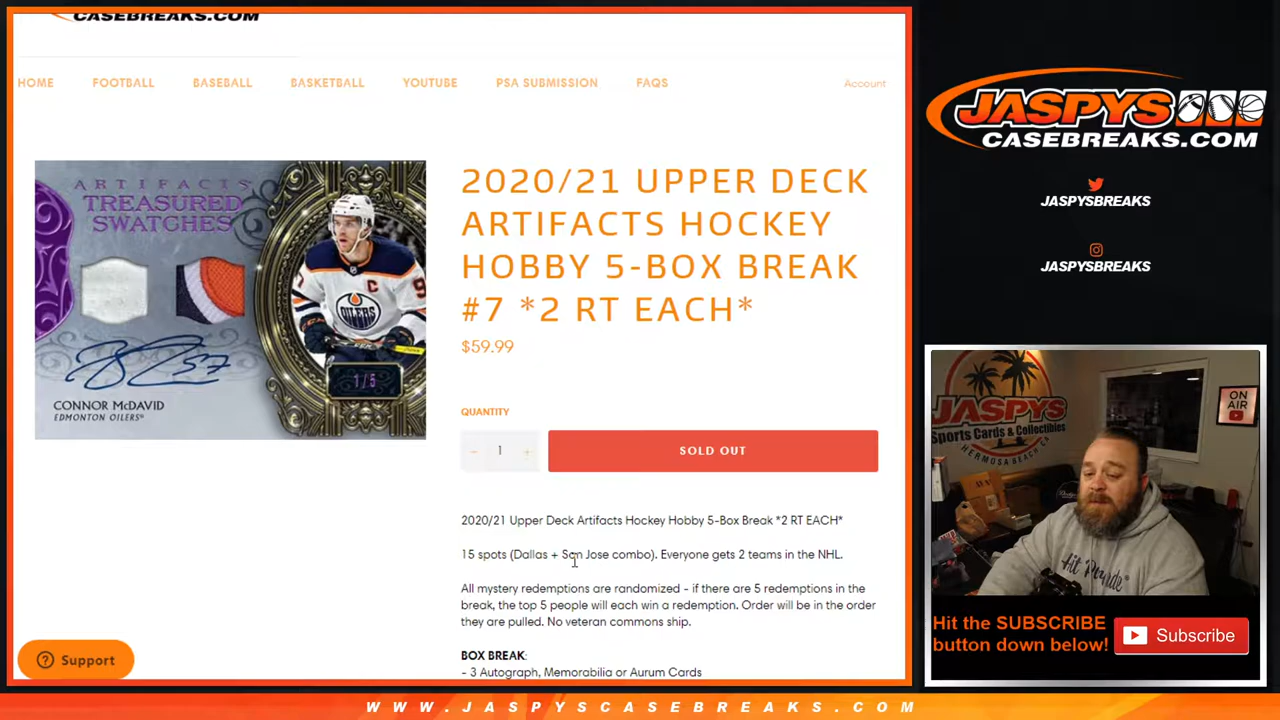 CASEBREAKS.COM
HOME FOOTBALL BASEBALL BASKETBALL YOUTUBE PSA SUBMISSION FAQS Account
ARTIFACTS
TREASURED
SWATCHES
C
9
OILERS
1/5
CONNOR McDAVID
EDMONTON OILERS®
2020/21 UPPER DECK
ARTIFACTS HOCKEY
HOBBY 5-BOX BREAK
#7 *2 RT EACH*
$59.99
QUANTITY
− 1 +
SOLD OUT
2020/21 Upper Deck Artifacts Hockey Hobby 5-Box Break *2 RT EACH*
15 spots (Dallas + San Jose combo). Everyone gets 2 teams in the NHL.
All mystery redemptions are randomized - if there are 5 redemptions in the
break, the top 5 people will each win a redemption. Order will be in the order
they are pulled. No veteran commons ship.
BOX BREAK:
- 3 Autograph, Memorabilia or Aurum Cards
Support
JASPYS
CASEBREAKS.COM
JASPYSBREAKS
JASPYSBREAKS
JASPYS
Sports Cards & Collectibles
HERMOSA BEACH CA
ON
AIR
Hit the SUBSCRIBE
button down below!
Subscribe
WWW.JASPYSCASEBREAKS.COM